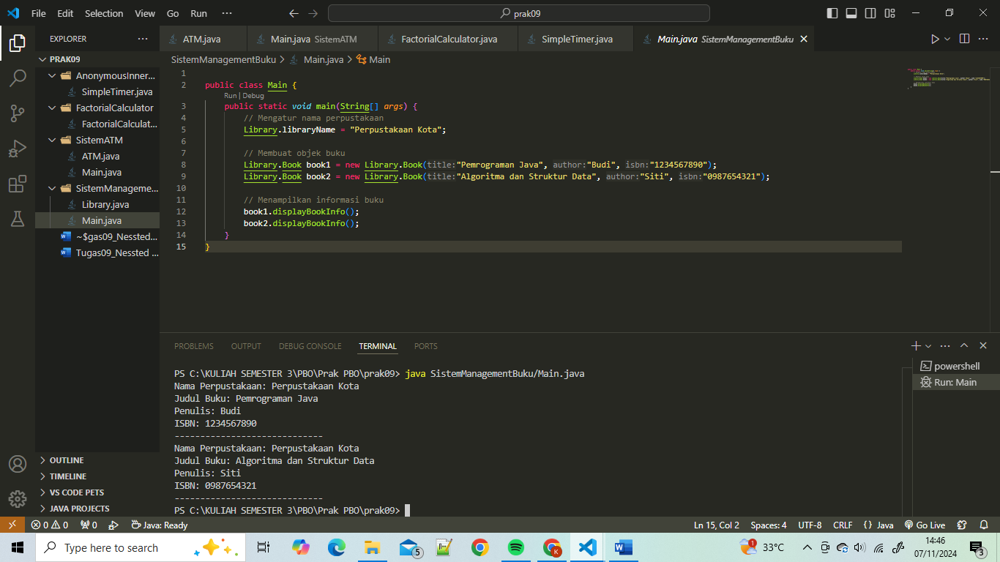 File Edit Selection View Go Run ··· prak09
EXPLORER ···
PRAK09
AnonymousInner...
SimpleTimer.java
FactorialCalculator
FactorialCalculat...
SistemATM
ATM.java
Main.java
SistemManageme...
Library.java
Main.java
~$gas09_Nessted...
Tugas09_Nessted ...
OUTLINE
TIMELINE
VS CODE PETS
JAVA PROJECTS
ATM.java Main.java SistemATM FactorialCalculator.java SimpleTimer.java Main.java SistemManagementBuku
SistemManagementBuku > Main.java > Main
1
2 public class Main {
Run | Debug
3 public static void main(String[] args) {
4 // Mengatur nama perpustakaan
5 Library.libraryName = "Perpustakaan Kota";
6
7 // Membuat objek buku
8 Library.Book book1 = new Library.Book(title:"Pemrograman Java", author:"Budi", isbn:"1234567890");
9 Library.Book book2 = new Library.Book(title:"Algoritma dan Struktur Data", author:"Siti", isbn:"0987654321");
10
11 // Menampilkan informasi buku
12 book1.displayBookInfo();
13 book2.displayBookInfo();
14 }
15 }
PROBLEMS OUTPUT DEBUG CONSOLE TERMINAL PORTS
PS C:\KULIAH SEMESTER 3\PBO\Prak PBO\prak09> java SistemManagementBuku/Main.java
Nama Perpustakaan: Perpustakaan Kota
Judul Buku: Pemrograman Java
Penulis: Budi
ISBN: 1234567890
-----------------------------
Nama Perpustakaan: Perpustakaan Kota
Judul Buku: Algoritma dan Struktur Data
Penulis: Siti
ISBN: 0987654321
-----------------------------
PS C:\KULIAH SEMESTER 3\PBO\Prak PBO\prak09>
powershell
Run: Main
0 0 0 Java: Ready Ln 15, Col 2 Spaces: 4 UTF-8 CRLF {} Java Go Live
Type here to search 5 K 1 33°C 14:46
07/11/2024 3